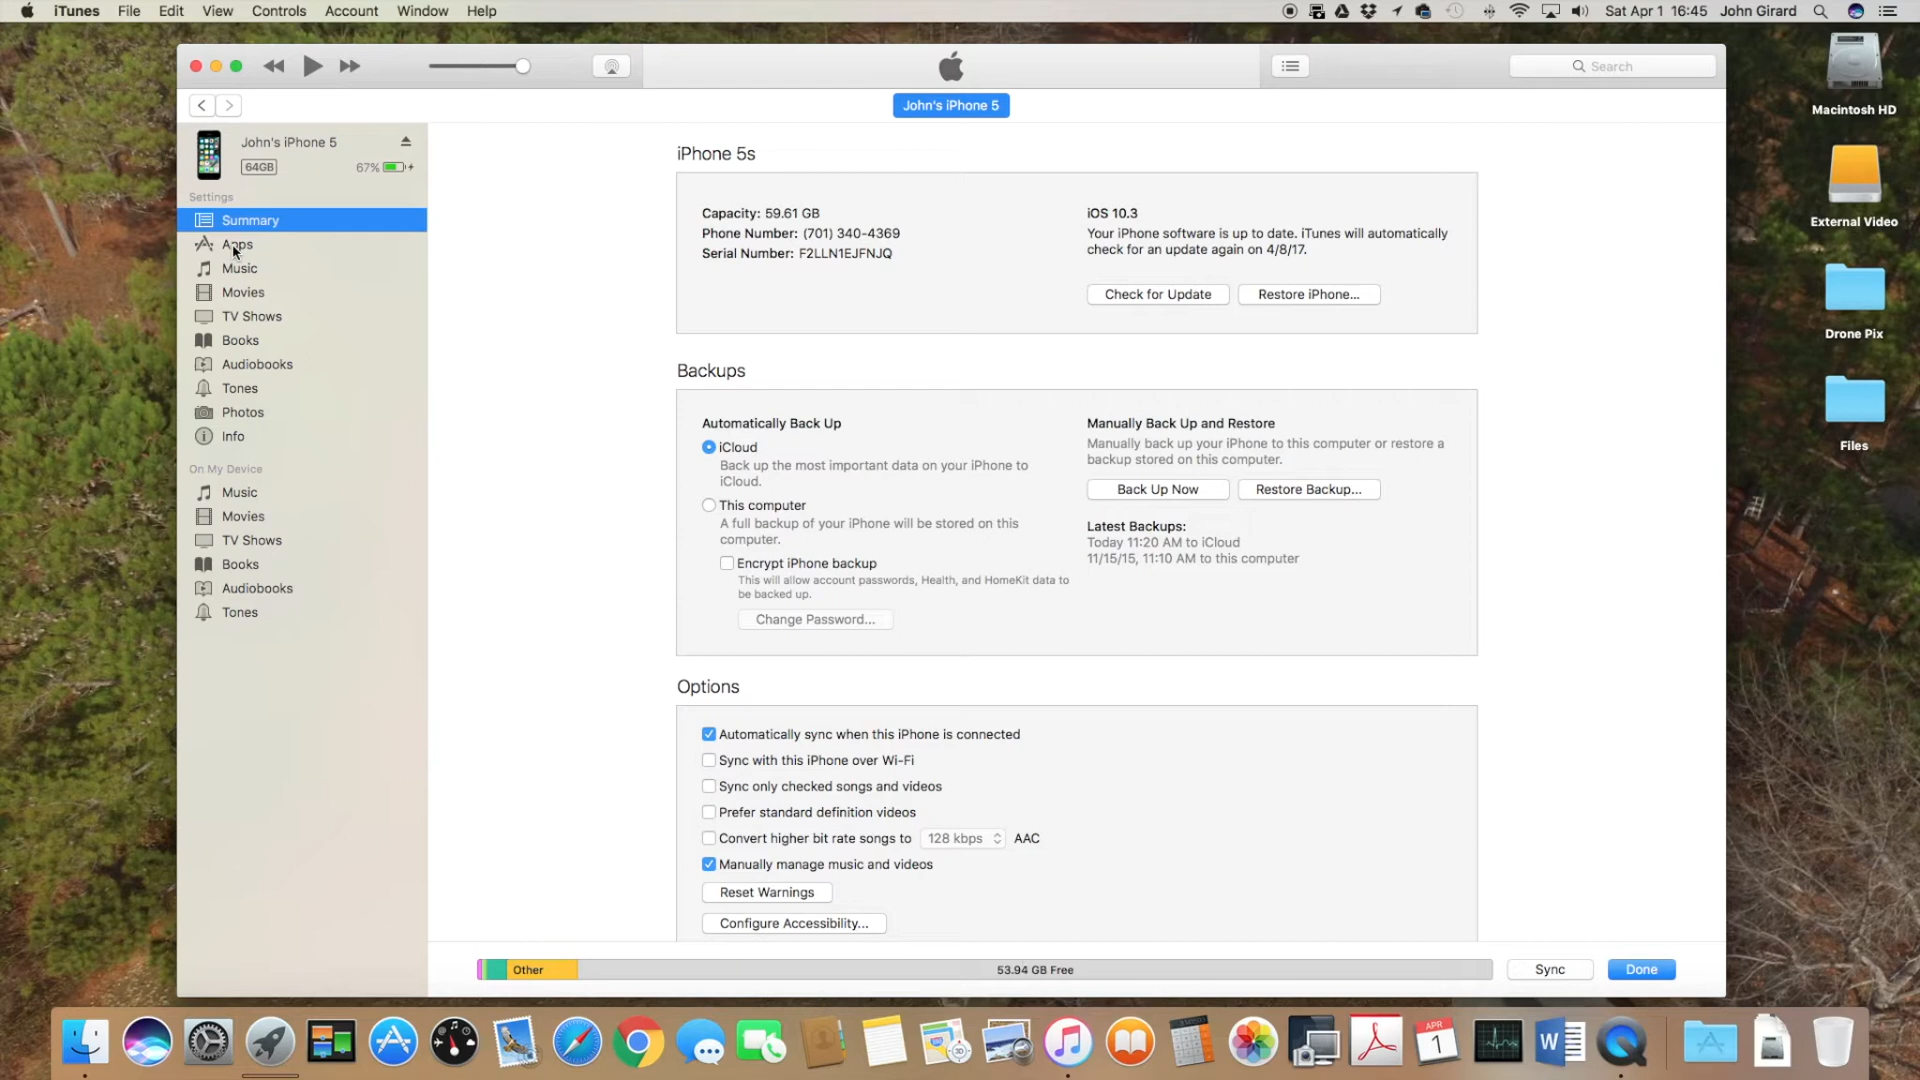 iTunes File Edit View Controls Account Window Help
Sat Apr 1 16:45 John Girard
Search
John's iPhone 5
Macintosh HD
External Video
Drone Pix
Files
John's iPhone 5
64GB 67%
Settings
Summary
Apps
Music
Movies
TV Shows
Books
Audiobooks
Tones
Photos
Info
On My Device
Music
Movies
TV Shows
Books
Audiobooks
Tones
iPhone 5s
Capacity: 59.61 GB
Phone Number: (701) 340-4369
Serial Number: F2LLN1EJFNJQ
iOS 10.3
Your iPhone software is up to date. iTunes will automatically
check for an update again on 4/8/17.
Check for Update Restore iPhone...
Backups
Automatically Back Up
iCloud
Back up the most important data on your iPhone to
iCloud.
This computer
A full backup of your iPhone will be stored on this
computer.
Encrypt iPhone backup
This will allow account passwords, Health, and HomeKit data to
be backed up.
Change Password...
Manually Back Up and Restore
Manually back up your iPhone to this computer or restore a
backup stored on this computer.
Back Up Now Restore Backup...
Latest Backups:
Today 11:20 AM to iCloud
11/15/15, 11:10 AM to this computer
Options
Automatically sync when this iPhone is connected
Sync with this iPhone over Wi-Fi
Sync only checked songs and videos
Prefer standard definition videos
Convert higher bit rate songs to 128 kbps AAC
Manually manage music and videos
Reset Warnings
Configure Accessibility...
Other 53.94 GB Free Sync Done
APR
1
W
3D